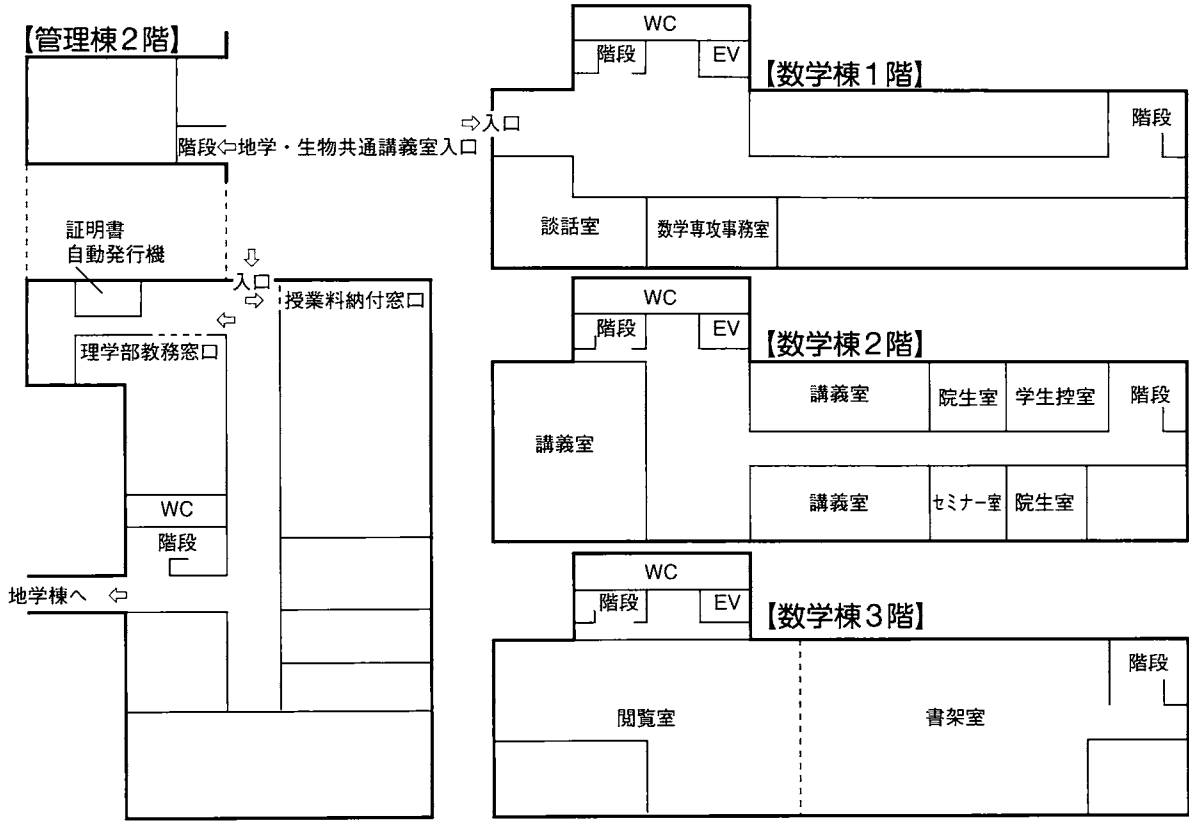 【管理棟2階】
階段⇦地学・生物共通講義室入口
証明書
自動発行機
⇩
入口
⇨
授業料納付窓口
⇦
理学部教務窓口
WC
階段
地学棟へ ⇦
WC
階段
EV
【数学棟1階】
⇨入口
階段
談話室
数学専攻事務室
WC
階段
EV
【数学棟2階】
講義室
講義室
院生室
学生控室
階段
講義室
セミナー室
院生室
WC
階段
EV
【数学棟3階】
階段
閲覧室
書架室